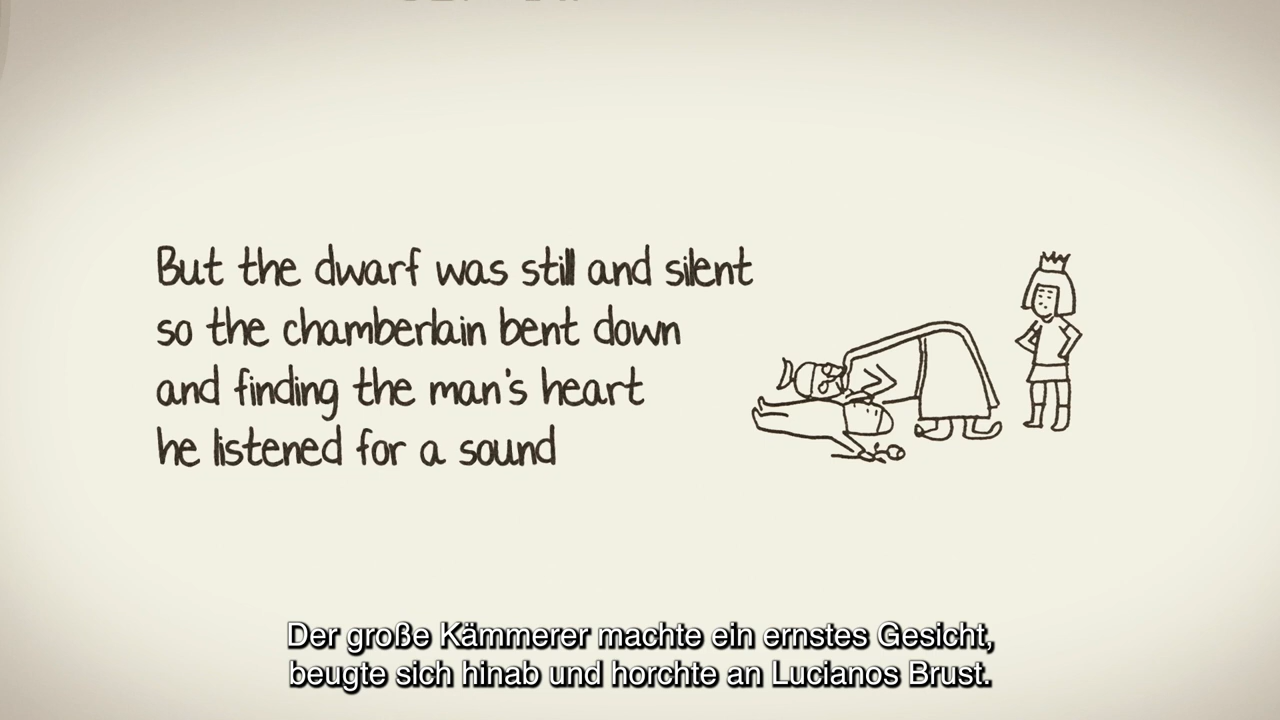 But the dwarf was still and silent
so the chamberlain bent down
and finding the man's heart
he listened for a sound
Der große Kämmerer machte ein ernstes Gesicht,
beugte sich hinab und horchte an Lucianos Brust.